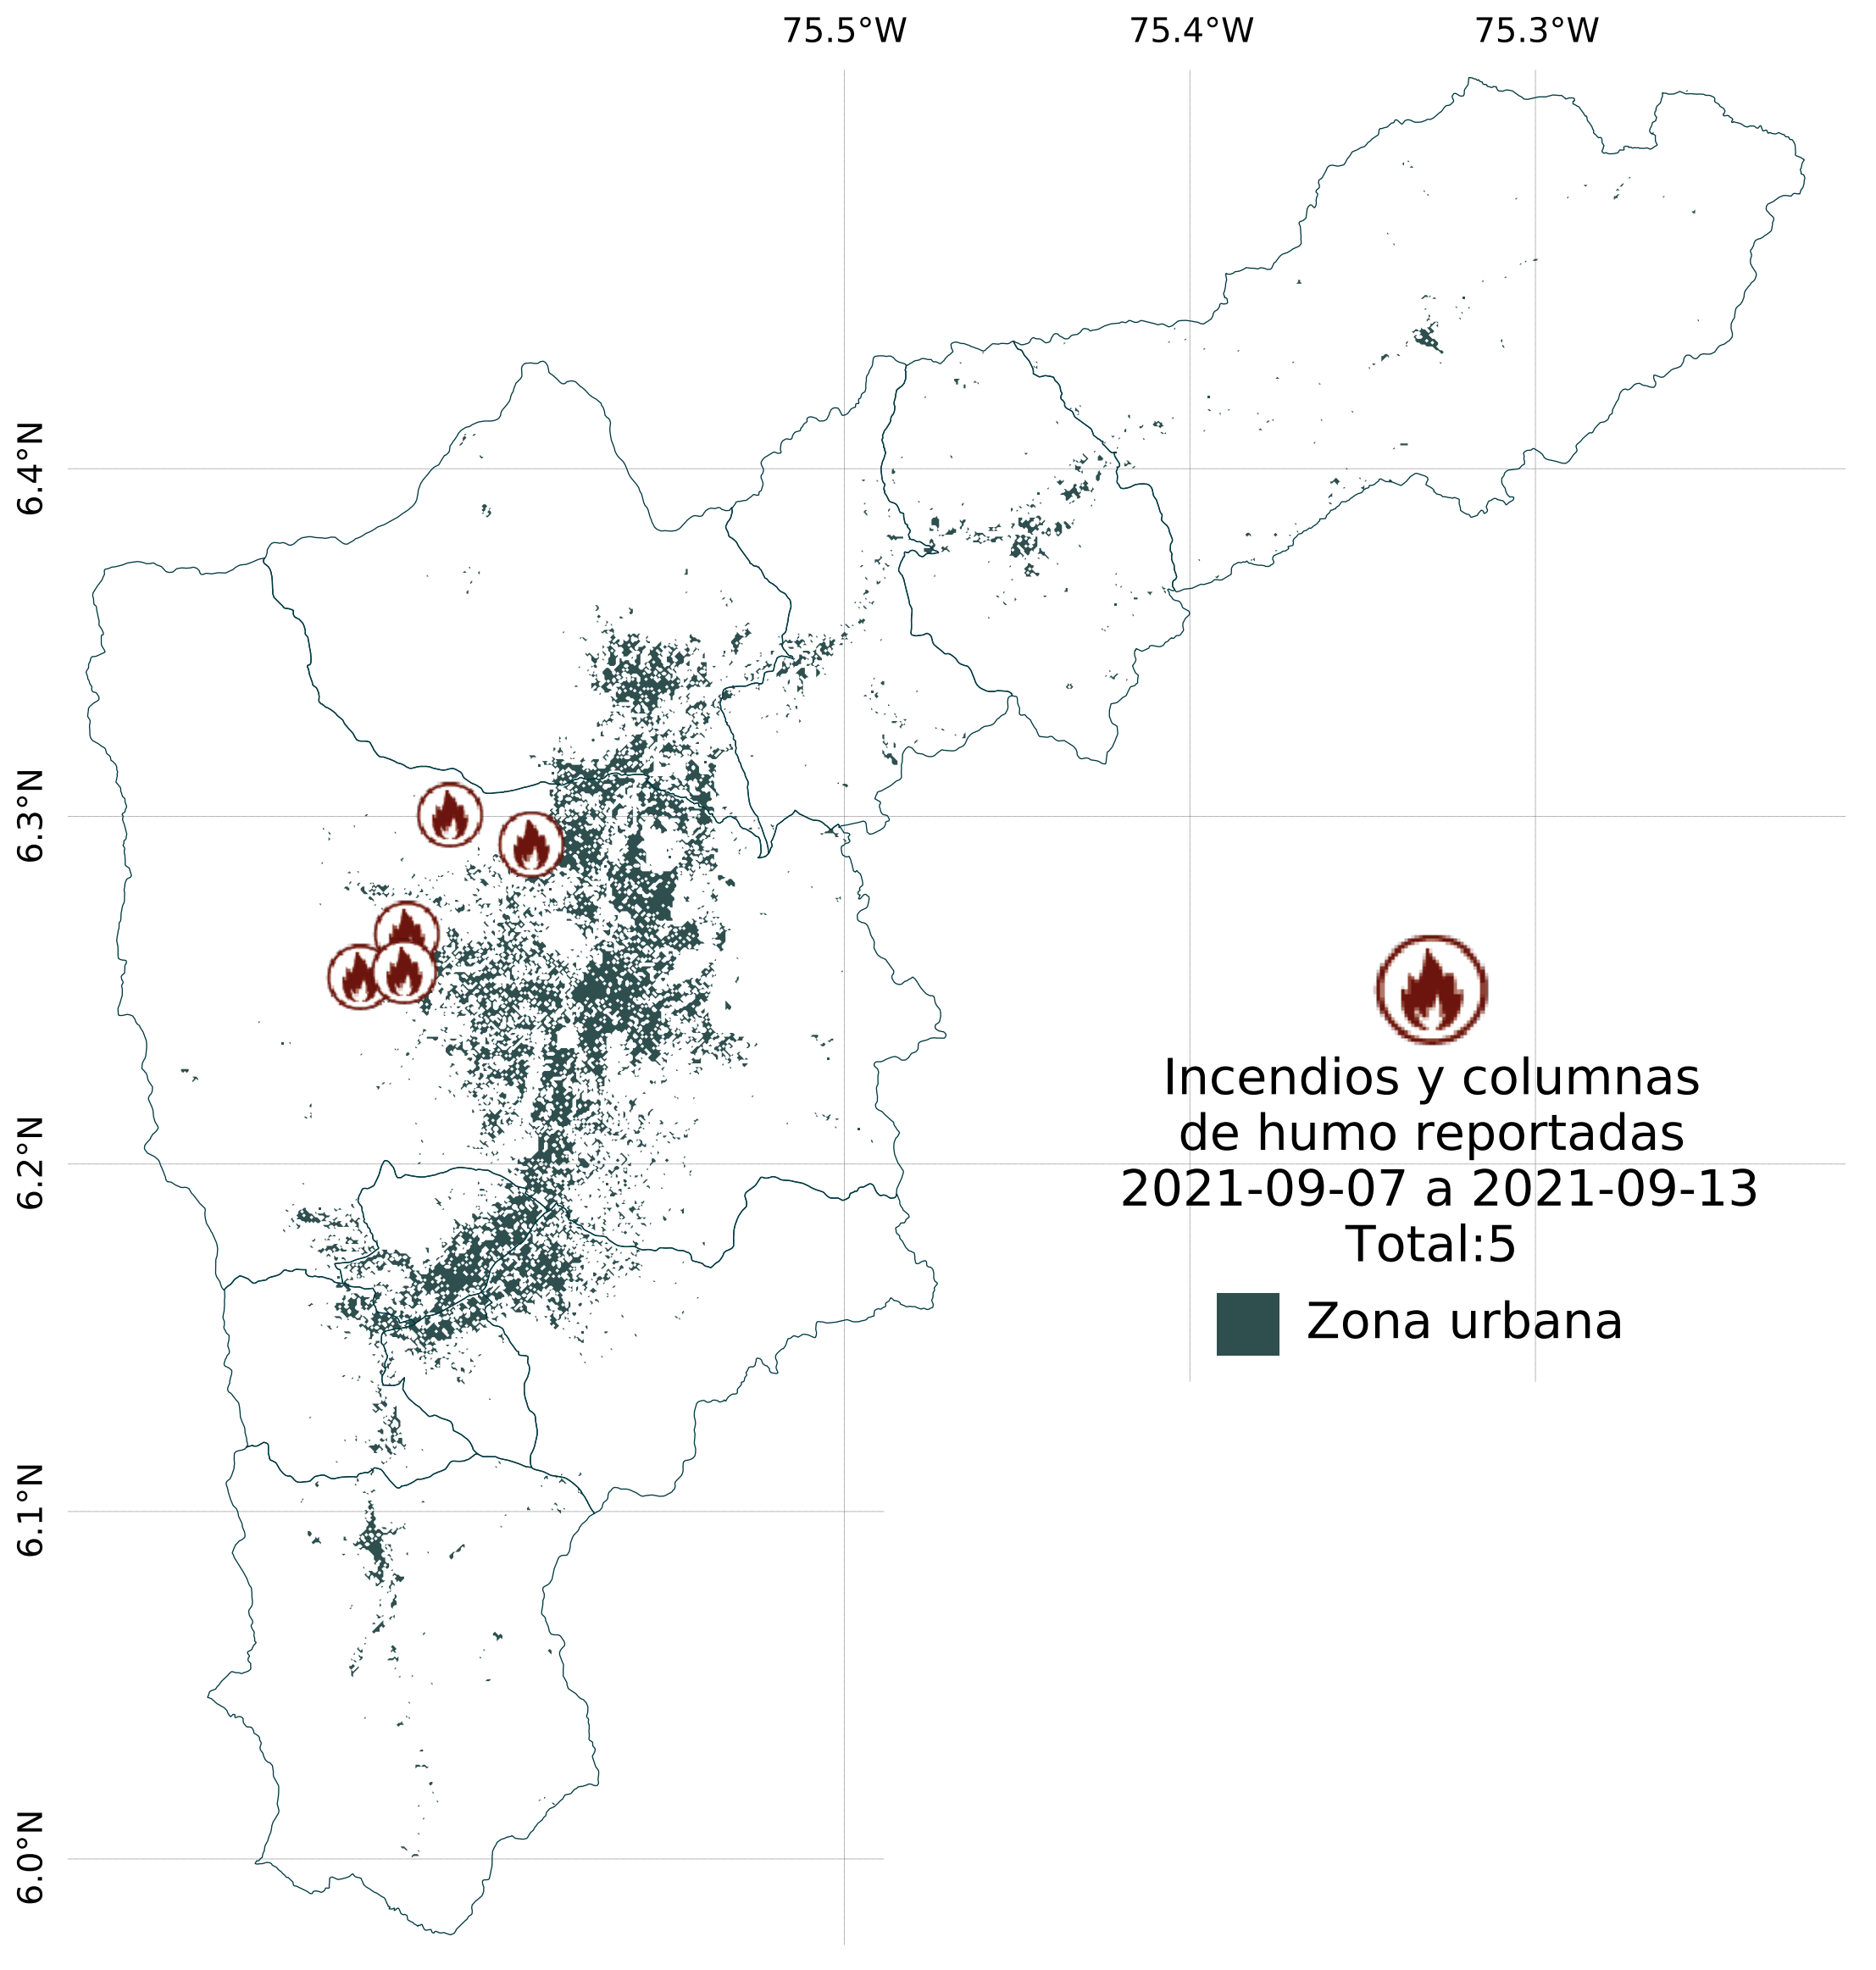 75.5°W 75.4°W 75.3°W
6.4°N
6.3°N
6.2°N
6.1°N
6.0°N
Incendios y columnas
de humo reportadas
2021-09-07 a 2021-09-13
Total:5
Zona urbana